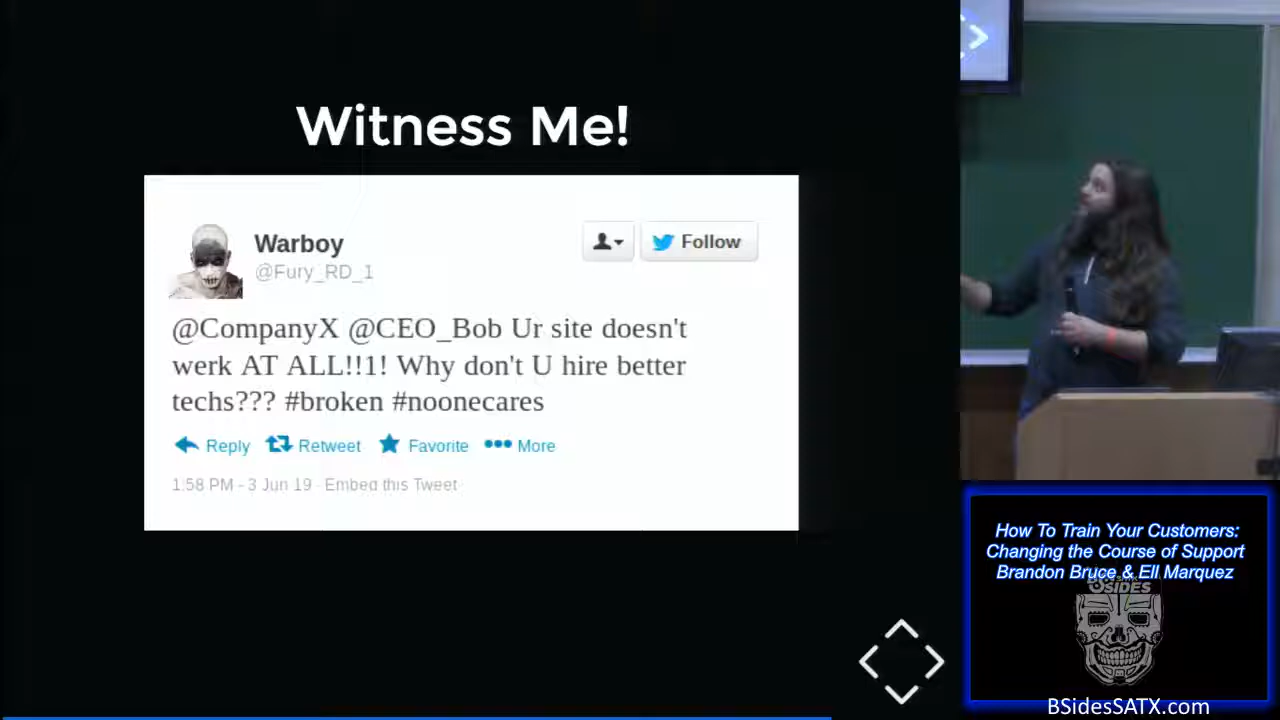 Witness Me!
Warboy
@Fury_RD_1
Follow
@CompanyX @CEO_Bob Ur site doesn't
werk AT ALL!!1! Why don't U hire better
techs??? #broken #noonecares
Reply Retweet Favorite More
1:58 PM - 3 Jun 19 · Embed this Tweet
How To Train Your Customers:
Changing the Course of Support
Brandon Bruce & Ell Marquez
BSIDES
BSidesSATX.com